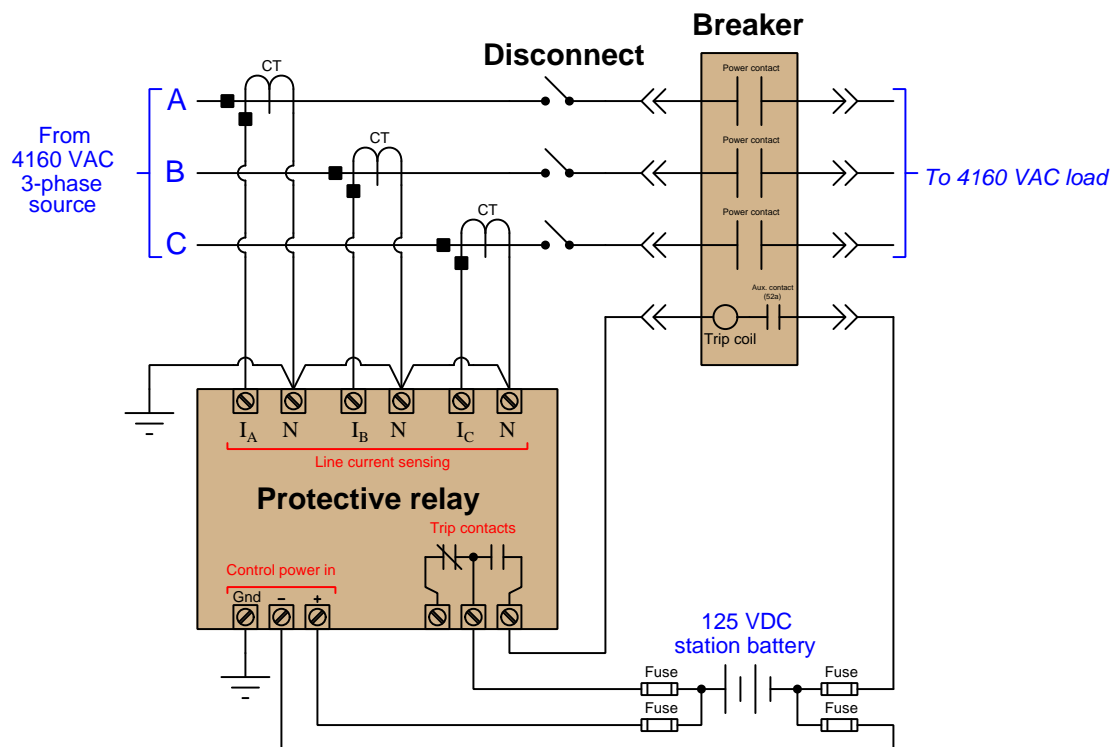 Breaker
Disconnect
CT
Power contact
A
From
4160 VAC
3-phase
source
CT
Power contact
B
To 4160 VAC load
CT
Power contact
C
Aux. contact
(52a)
Trip coil
IA N IB N IC N
Line current sensing
Protective relay
Trip contacts
Control power in
Gnd − +
125 VDC
station battery
Fuse
Fuse
Fuse
Fuse